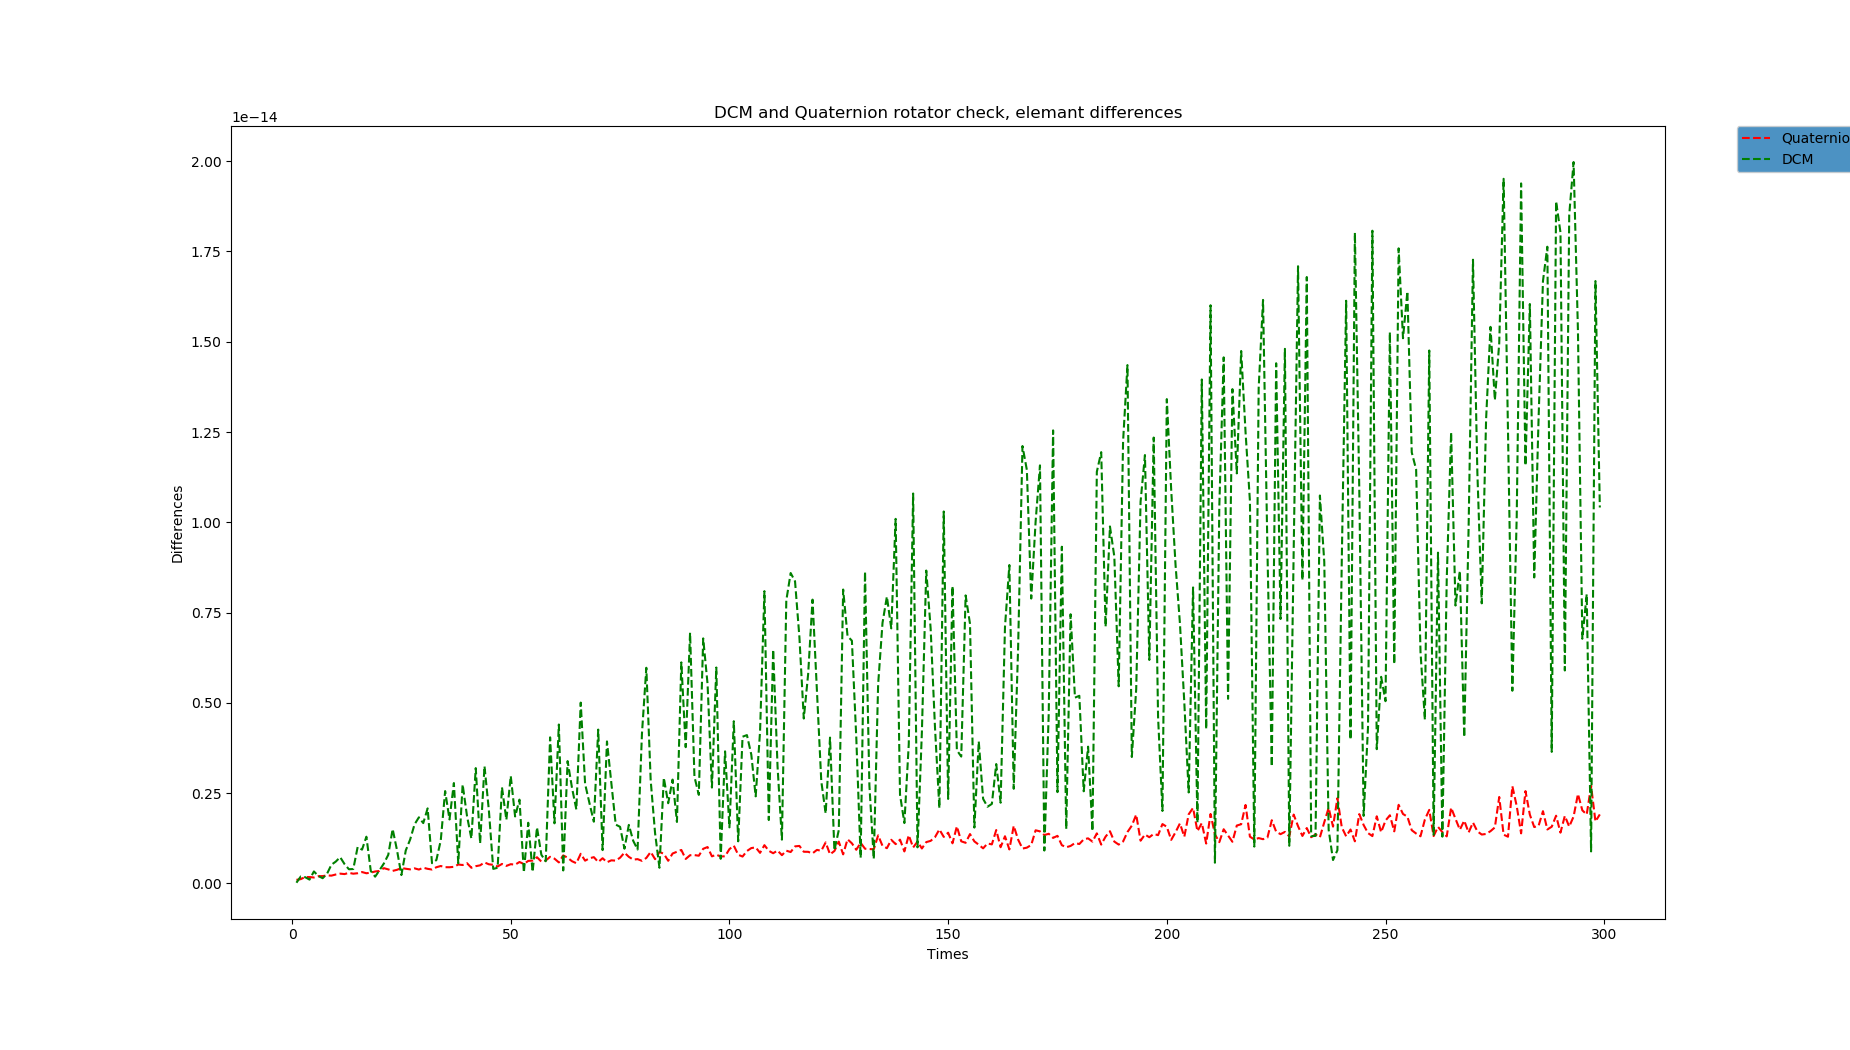 DCM and Quaternion rotator check, elemant differences
1e−14
2.00
1.75
1.50
1.25
1.00
0.75
0.50
0.25
0.00
Differences
0
50
100
150
200
250
300
Times
Quaternio
DCM